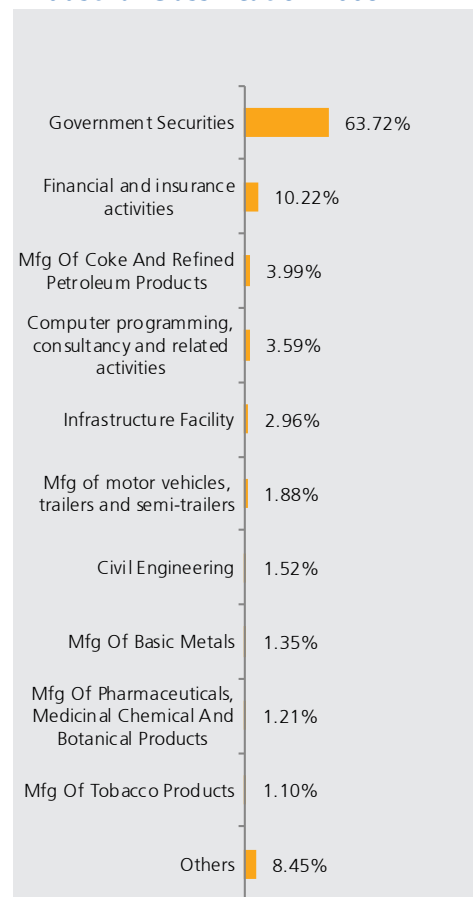 Government Securities
63.72%
Financial and insurance
activities
10.22%
Mfg Of Coke And Refined
Petroleum Products
3.99%
Computer programming,
consultancy and related
activities
3.59%
Infrastructure Facility
2.96%
Mfg of motor vehicles,
trailers and semi-trailers
1.88%
Civil Engineering
1.52%
Mfg Of Basic Metals
1.35%
Mfg Of Pharmaceuticals,
Medicinal Chemical And
Botanical Products
1.21%
Mfg Of Tobacco Products
1.10%
Others
8.45%